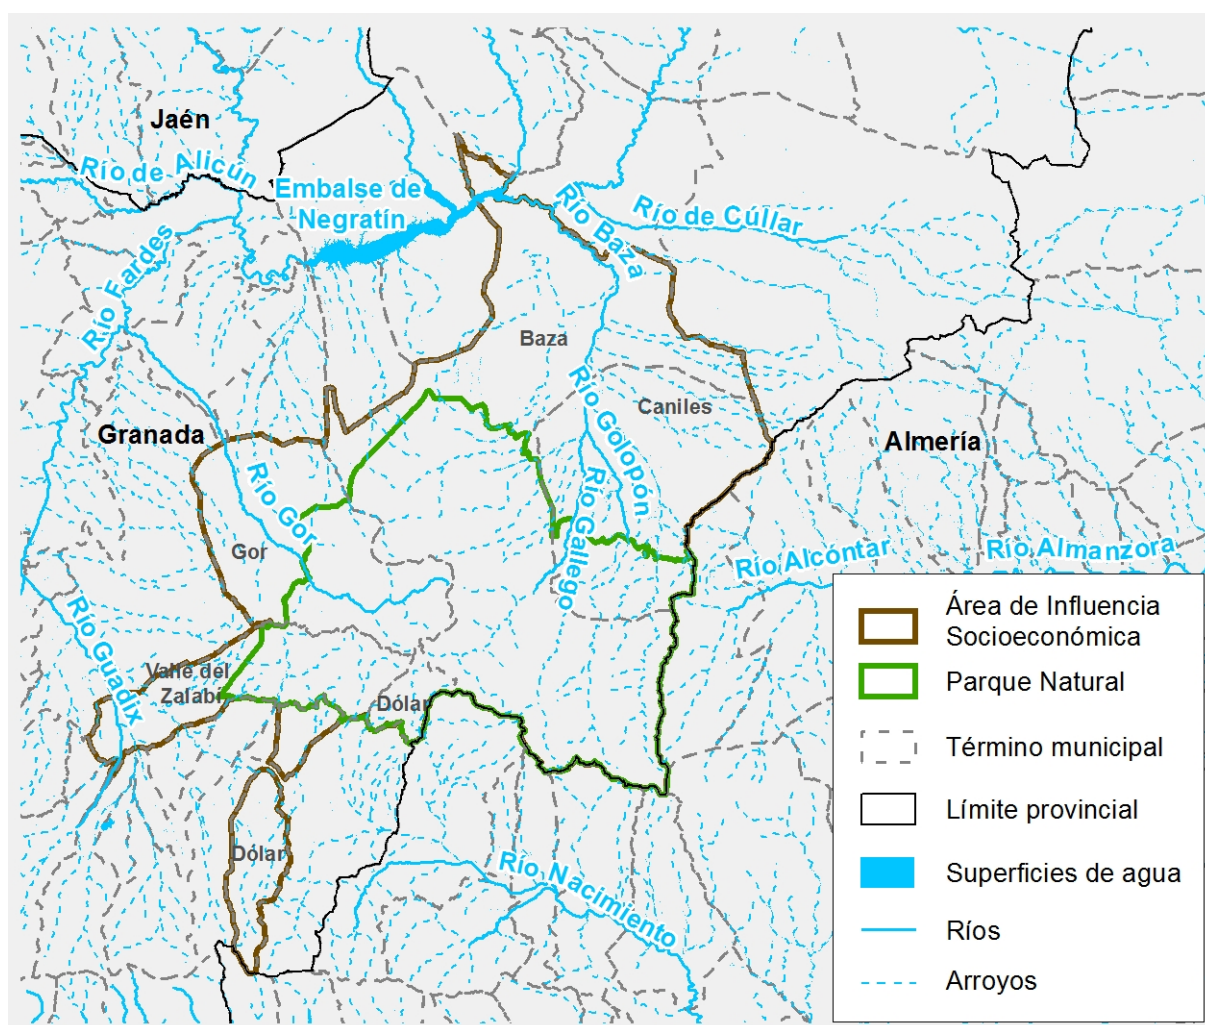 Jaén
Río de Alicún
Embalse de
Negratín
Río Baza
Río de Cúllar
Río Fardes
Baza
Río Golopón
Caniles
Granada
Almería
Río Gor
Río Gallego
Gor
Río Alcóntar
Río Almanzora
Río Guadix
Valle del
Zalabí
Dólar
Dólar
Río Nacimiento
Área de Influencia
Socioeconómica
Parque Natural
Término municipal
Límite provincial
Superficies de agua
Ríos
Arroyos